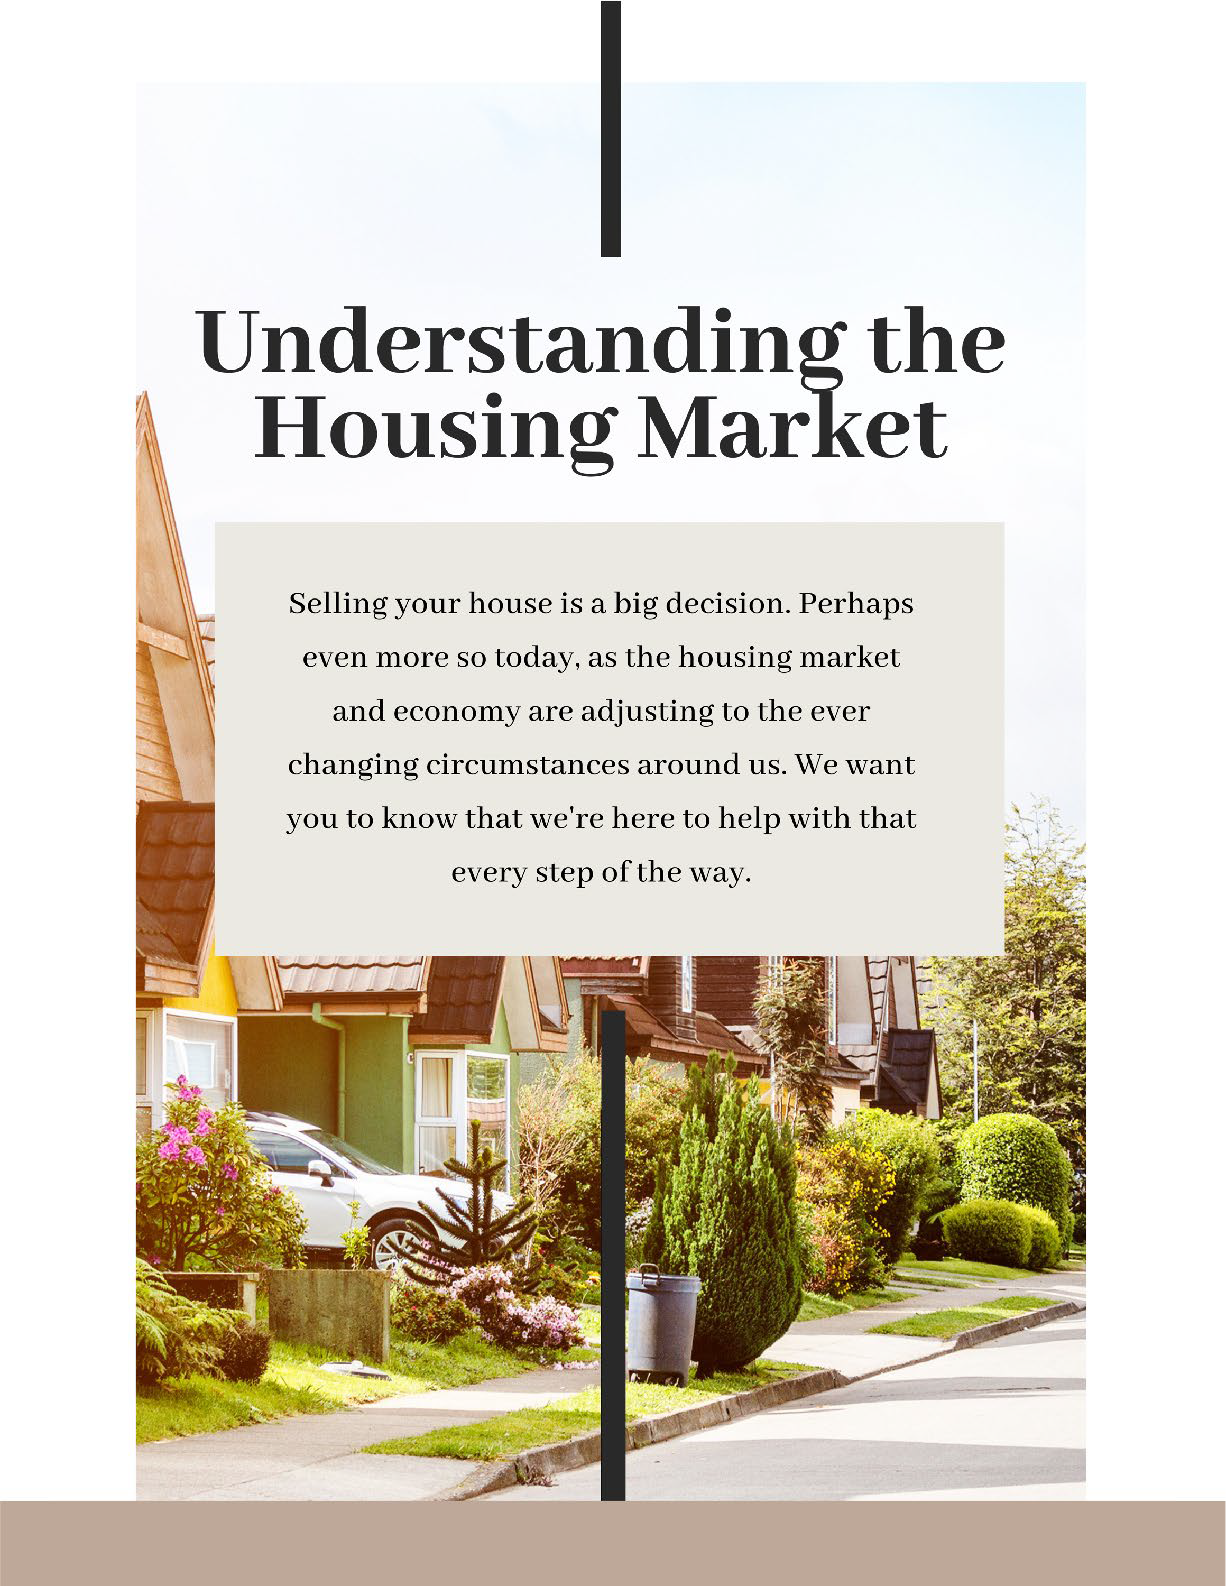 Understanding the
Housing Market
Selling your house is a big decision. Perhaps
even more so today, as the housing market
and economy are adjusting to the ever
changing circumstances around us. We want
you to know that we're here to help with that
every step of the way.